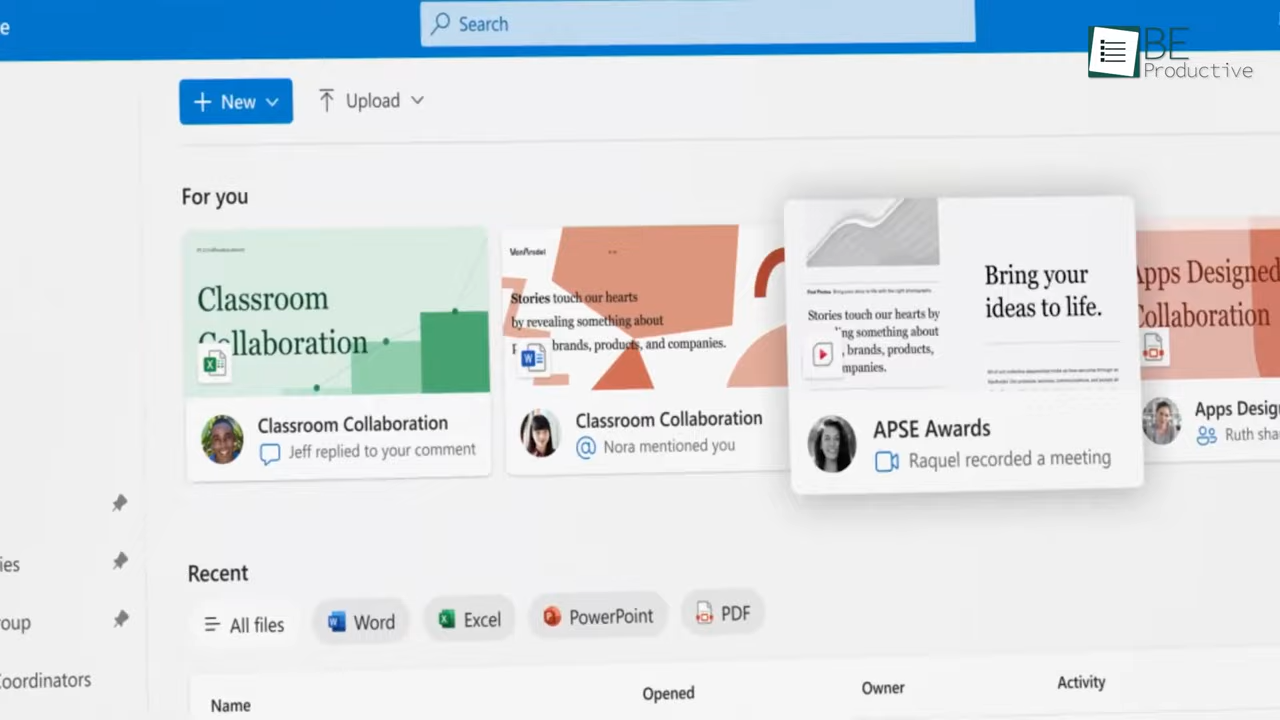 e
Search
BE
Productive
New
Upload
For you
Classroom
Collaboration
Classroom Collaboration
Jeff replied to your comment
VanArsdel
Stories touch our hearts
by revealing something about
brands, products, and companies.
Classroom Collaboration
Nora mentioned you
Bring your
ideas to life.
Stories touch our hearts by
ng something about
, brands, products,
mpanies.
APSE Awards
Raquel recorded a meeting
Apps Designed
Collaboration
Apps Desig
Ruth sha
Recent
All files
Word
Excel
PowerPoint
PDF
ies
oup
Coordinators
Name
Opened
Owner
Activity